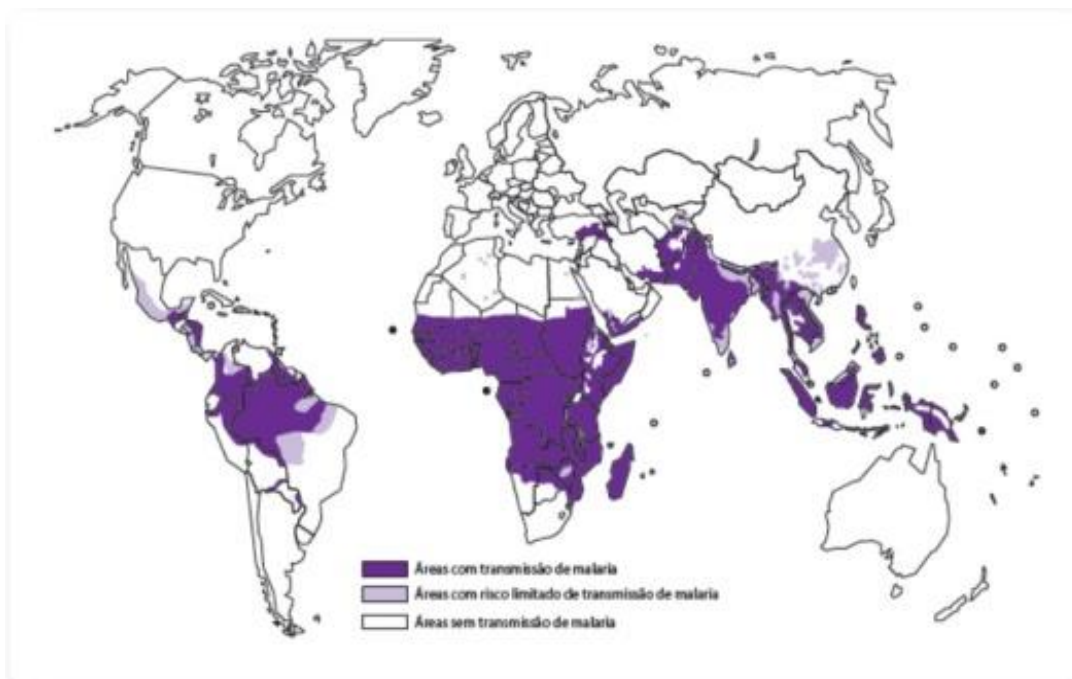 Áreas com transmissão de malaria
Áreas com risco limitado de transmissão de malaria
Áreas sem transmissão de malaria